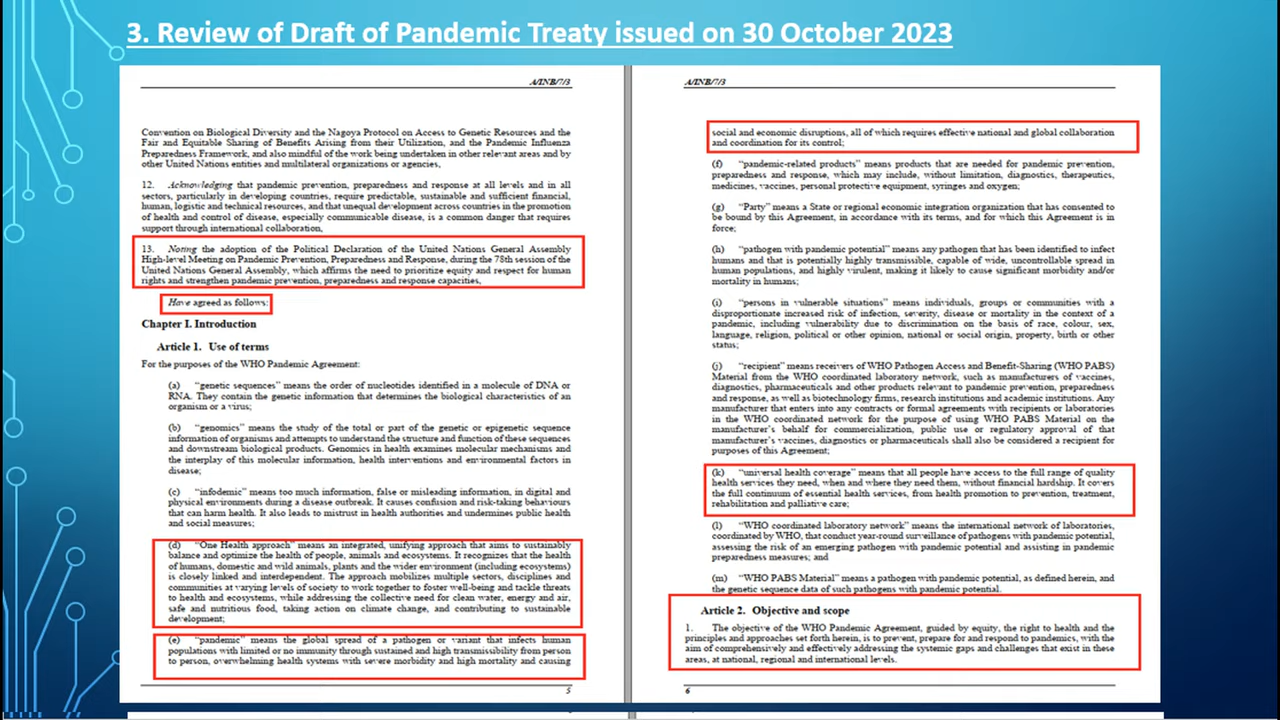 3. Review of Draft of Pandemic Treaty issued on 30 October 2023
A/INB/7/3
Convention on Biological Diversity and the Nagoya Protocol on Access to Genetic Resources and the
Fair and Equitable Sharing of Benefits Arising from their Utilization, and the Pandemic Influenza
Preparedness Framework, and also mindful of the work being undertaken in other relevant areas and by
other United Nations entities and multilateral organizations or agencies,
12. Acknowledging that pandemic prevention, preparedness and response at all levels and in all
sectors, particularly in developing countries, require predictable, sustainable and sufficient financial,
human, logistic and technical resources, and that unequal development across countries in the promotion
of health and control of disease, especially communicable disease, is a common danger that requires
support through international collaboration,
13. Noting the adoption of the Political Declaration of the United Nations General Assembly
High-level Meeting on Pandemic Prevention, Preparedness and Response, during the 78th session of the
United Nations General Assembly, which affirms the need to prioritize equity and respect for human
rights and strengthen pandemic prevention, preparedness and response capacities,
Have agreed as follows:
Chapter I. Introduction
Article 1. Use of terms
For the purposes of the WHO Pandemic Agreement:
(a) “genetic sequences” means the order of nucleotides identified in a molecule of DNA or
RNA. They contain the genetic information that determines the biological characteristics of an
organism or a virus;
(b) “genomics” means the study of the total or part of the genetic or epigenetic sequence
information of organisms and attempts to understand the structure and function of these sequences
and downstream biological products. Genomics in health examines molecular mechanisms and
the interplay of this molecular information, health interventions and environmental factors in
disease;
(c) “infodemic” means too much information, false or misleading information, in digital and
physical environments during a disease outbreak. It causes confusion and risk-taking behaviours
that can harm health. It also leads to mistrust in health authorities and undermines public health
and social measures;
(d) “One Health approach” means an integrated, unifying approach that aims to sustainably
balance and optimize the health of people, animals and ecosystems. It recognizes that the health
of humans, domestic and wild animals, plants and the wider environment (including ecosystems)
is closely linked and interdependent. The approach mobilizes multiple sectors, disciplines and
communities at varying levels of society to work together to foster well-being and tackle threats
to health and ecosystems, while addressing the collective need for clean water, energy and air,
safe and nutritious food, taking action on climate change, and contributing to sustainable
development;
(e) “pandemic” means the global spread of a pathogen or variant that infects human
populations with limited or no immunity through sustained and high transmissibility from person
to person, overwhelming health systems with severe morbidity and high mortality and causing
5
A/INB/7/3
social and economic disruptions, all of which requires effective national and global collaboration
and coordination for its control;
(f) “pandemic-related products” means products that are needed for pandemic prevention,
preparedness and response, which may include, without limitation, diagnostics, therapeutics,
medicines, vaccines, personal protective equipment, syringes and oxygen;
(g) “Party” means a State or regional economic integration organization that has consented to
be bound by this Agreement, in accordance with its terms, and for which this Agreement is in
force;
(h) “pathogen with pandemic potential” means any pathogen that has been identified to infect
humans and that is potentially highly transmissible, capable of wide, uncontrollable spread in
human populations, and highly virulent, making it likely to cause significant morbidity and/or
mortality in humans;
(i) “persons in vulnerable situations” means individuals, groups or communities with a
disproportionate increased risk of infection, severity, disease or mortality in the context of a
pandemic, including vulnerability due to discrimination on the basis of race, colour, sex,
language, religion, political or other opinion, national or social origin, property, birth or other
status;
(j) “recipient” means receivers of WHO Pathogen Access and Benefit-Sharing (WHO PABS)
Material from the WHO coordinated laboratory network, such as manufacturers of vaccines,
diagnostics, pharmaceuticals and other products relevant to pandemic prevention, preparedness
and response, as well as biotechnology firms, research institutions and academic institutions. Any
manufacturer that enters into any contracts or formal agreements with recipients or laboratories
in the WHO coordinated network for the purpose of using WHO PABS Material on the
manufacturer’s behalf for commercialization, public use or regulatory approval of that
manufacturer’s vaccines, diagnostics or pharmaceuticals shall also be considered a recipient for
purposes of this Agreement;
(k) “universal health coverage” means that all people have access to the full range of quality
health services they need, when and where they need them, without financial hardship. It covers
the full continuum of essential health services, from health promotion to prevention, treatment,
rehabilitation and palliative care;
(l) “WHO coordinated laboratory network” means the international network of laboratories,
coordinated by WHO, that conduct year-round surveillance of pathogens with pandemic potential,
assessing the risk of an emerging pathogen with pandemic potential and assisting in pandemic
preparedness measures; and
(m) “WHO PABS Material” means a pathogen with pandemic potential, as defined herein, and
the genetic sequence data of such pathogens with pandemic potential.
Article 2. Objective and scope
1. The objective of the WHO Pandemic Agreement, guided by equity, the right to health and the
principles and approaches set forth herein, is to prevent, prepare for and respond to pandemics, with the
aim of comprehensively and effectively addressing the systemic gaps and challenges that exist in these
areas, at national, regional and international levels.
6